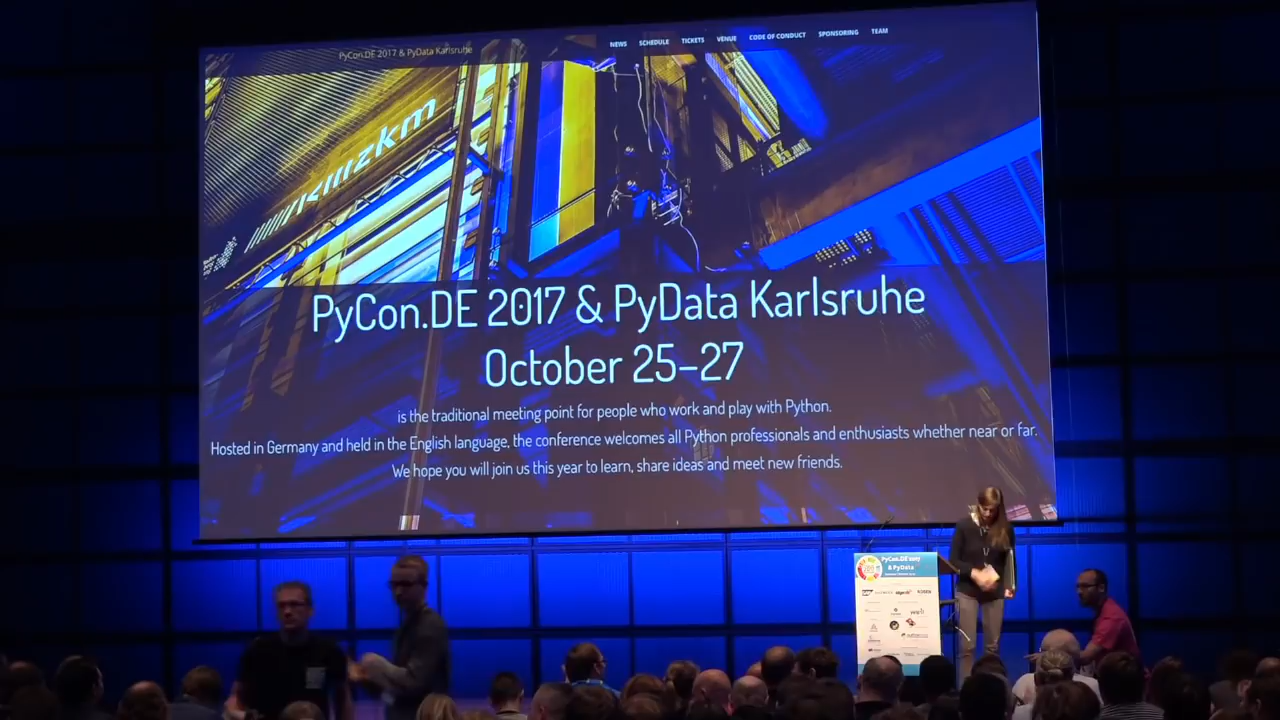 PyCon.DE 2017 & PyData Karlsruhe
NEWS SCHEDULE TICKETS VENUE CODE OF CONDUCT SPONSORING TEAM
zkm
PyCon.DE 2017 & PyData Karlsruhe
October 25–27
is the traditional meeting point for people who work and play with Python.
Hosted in Germany and held in the English language, the conference welcomes all Python professionals and enthusiasts whether near or far.
We hope you will join us this year to learn, share ideas and meet new friends.
PyCon.DE 2017
& PyData